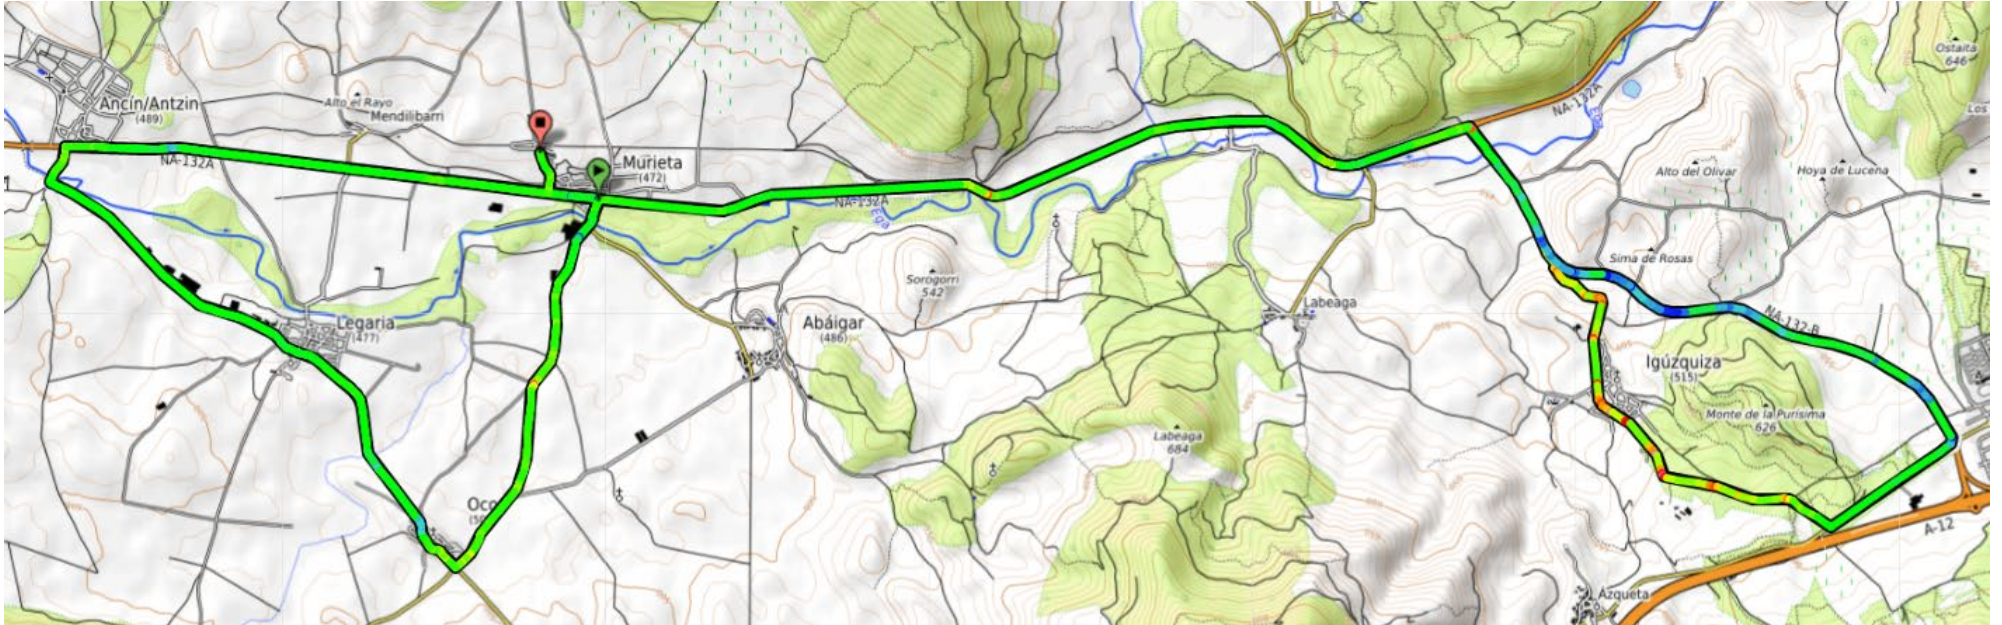 Ostaita
646
Ancín/Antzin
(489)
Alto el Rayo
Mendilibarri
NA-132A
NA-132A
Murieta
(472)
Alto del Olivar
Hoya de Lucena
NA-132A
Ega
Sorogorri
542
Sima de Rosas
Labeaga
NA-132-B
Legaria
(477)
Abáigar
(486)
Igúzquiza
(515)
Monte de la Purísima
626
Labeaga
684
A-12
Ázqueta